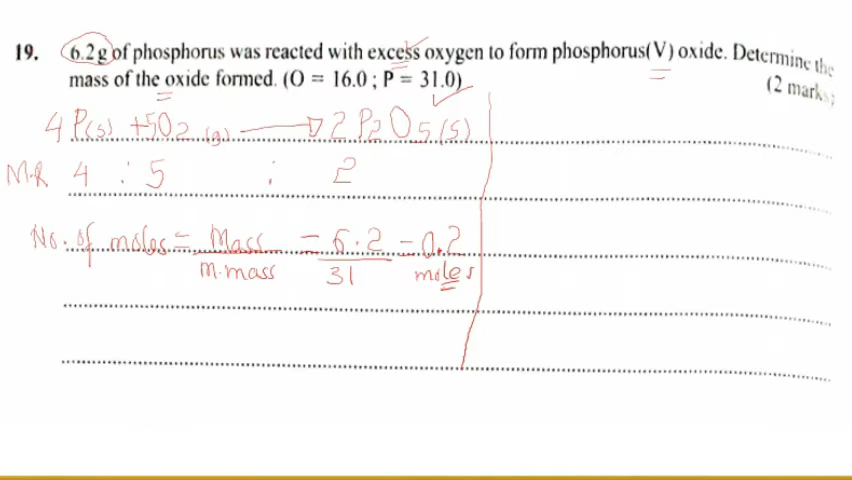 19. 6.2g of phosphorus was reacted with excess oxygen to form phosphorus(V) oxide. Determine the
mass of the oxide formed. (O = 16.0 ; P = 31.0)
(2 marks;
4 P(s) + 5O2 (g) → 2 P2O5 (s)
M.R 4 : 5 : 2
No. of moles = Mass = 6.2 = 0.2
m.mass 31 moles